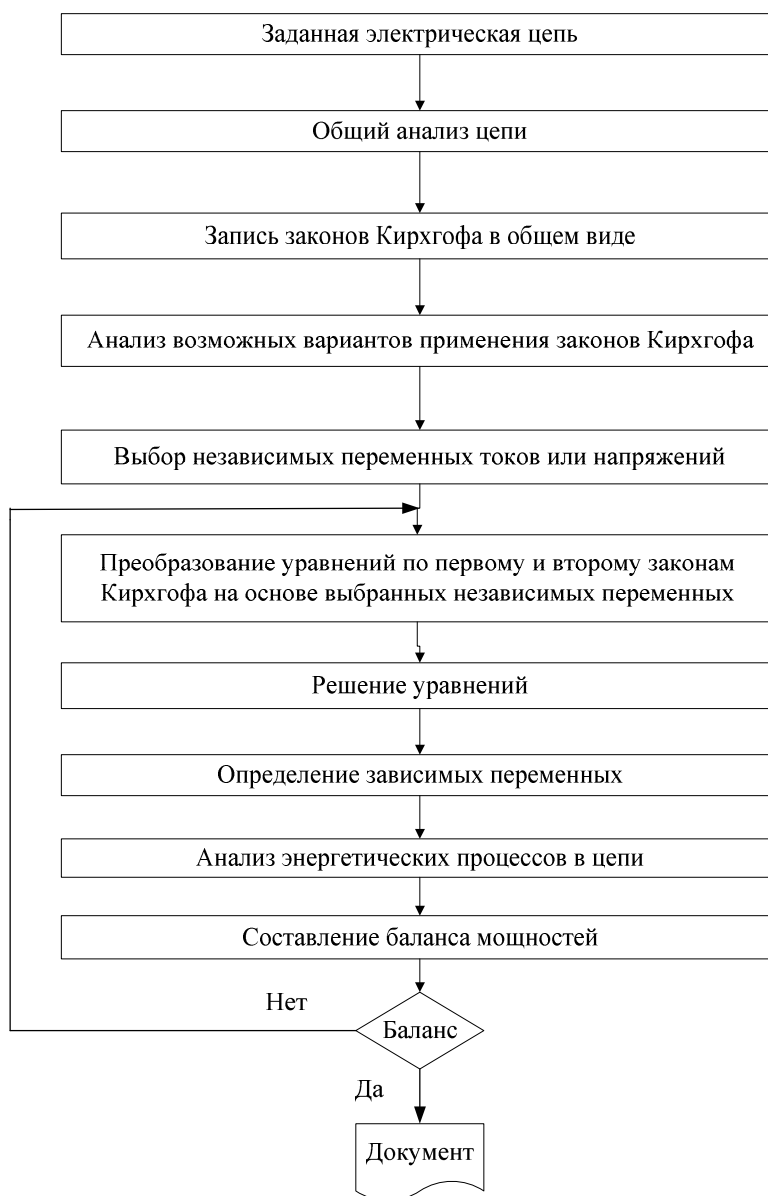 Заданная электрическая цепь
Общий анализ цепи
Запись законов Кирхгофа в общем виде
Анализ возможных вариантов применения законов Кирхгофа
Выбор независимых переменных токов или напряжений
Преобразование уравнений по первому и второму законам
Кирхгофа на основе выбранных независимых переменных
Решение уравнений
Определение зависимых переменных
Анализ энергетических процессов в цепи
Составление баланса мощностей
Нет
Баланс
Да
Документ